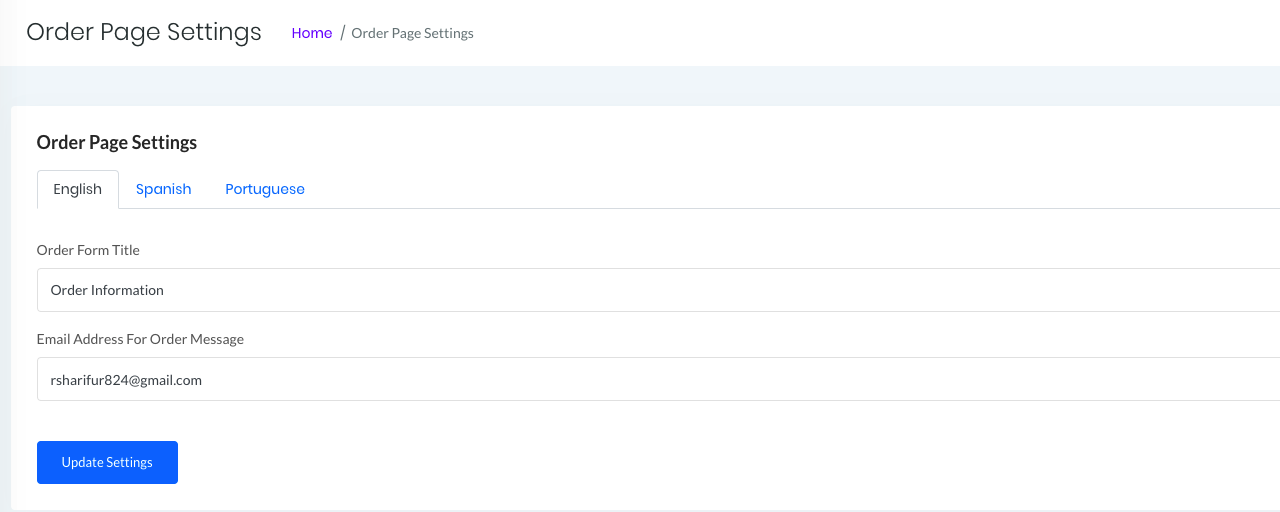 Order Page Settings Home / Order Page Settings
Order Page Settings
English Spanish Portuguese
Order Form Title
Order Information
Email Address For Order Message
rsharifur824@gmail.com
Update Settings